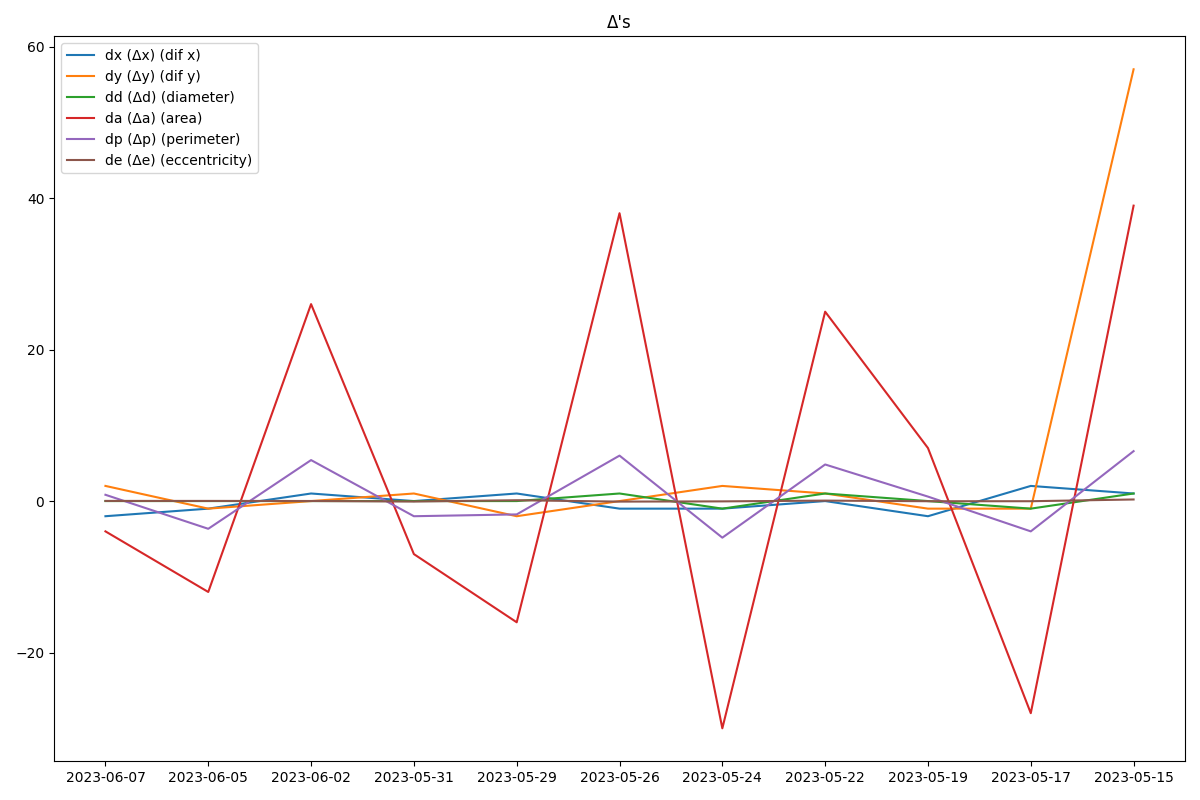 Δ's
dx (Δx) (dif x)
dy (Δy) (dif y)
dd (Δd) (diameter)
da (Δa) (area)
dp (Δp) (perimeter)
de (Δe) (eccentricity)
60
40
20
0
−20
2023-06-07 2023-06-05 2023-06-02 2023-05-31 2023-05-29 2023-05-26 2023-05-24 2023-05-22 2023-05-19 2023-05-17 2023-05-15